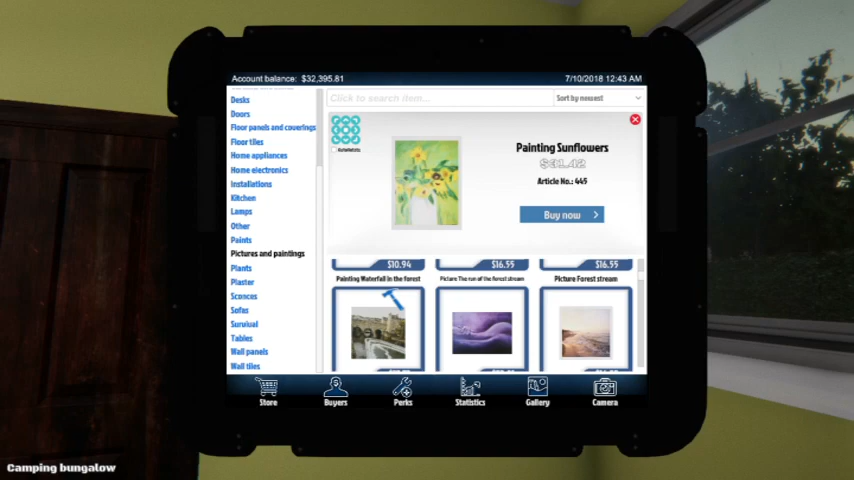 Account balance: $32,395.81
7/10/2018 12:43 AM
Desks
Doors
Floor panels and coverings
Floor tiles
Home appliances
Home electronics
Installations
Kitchen
Lamps
Other
Paints
Pictures and paintings
Plants
Plaster
Sconces
Sofas
Survival
Tables
Wall panels
Wall tiles
Click to search item...
Sort by newest
Painting Sunflowers
$31.42
Article No.: 445
Buy now
$10.94
$16.55
$16.55
Painting Waterfall in the forest
Picture The run of the forest stream
Picture Forest stream
Store
Buyers
Perks
Statistics
Gallery
Camera
Camping bungalow